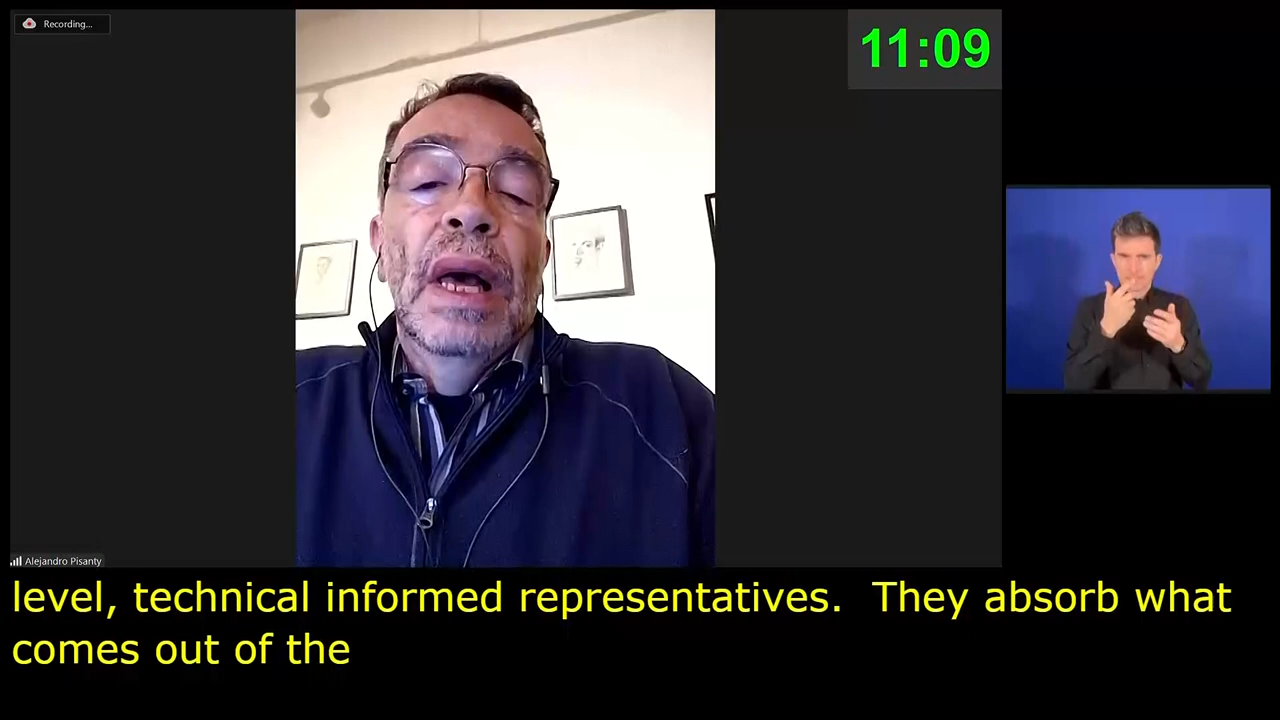 Recording...
11:09
Alejandro Pisanty
level, technical informed representatives.  They absorb what
comes out of the